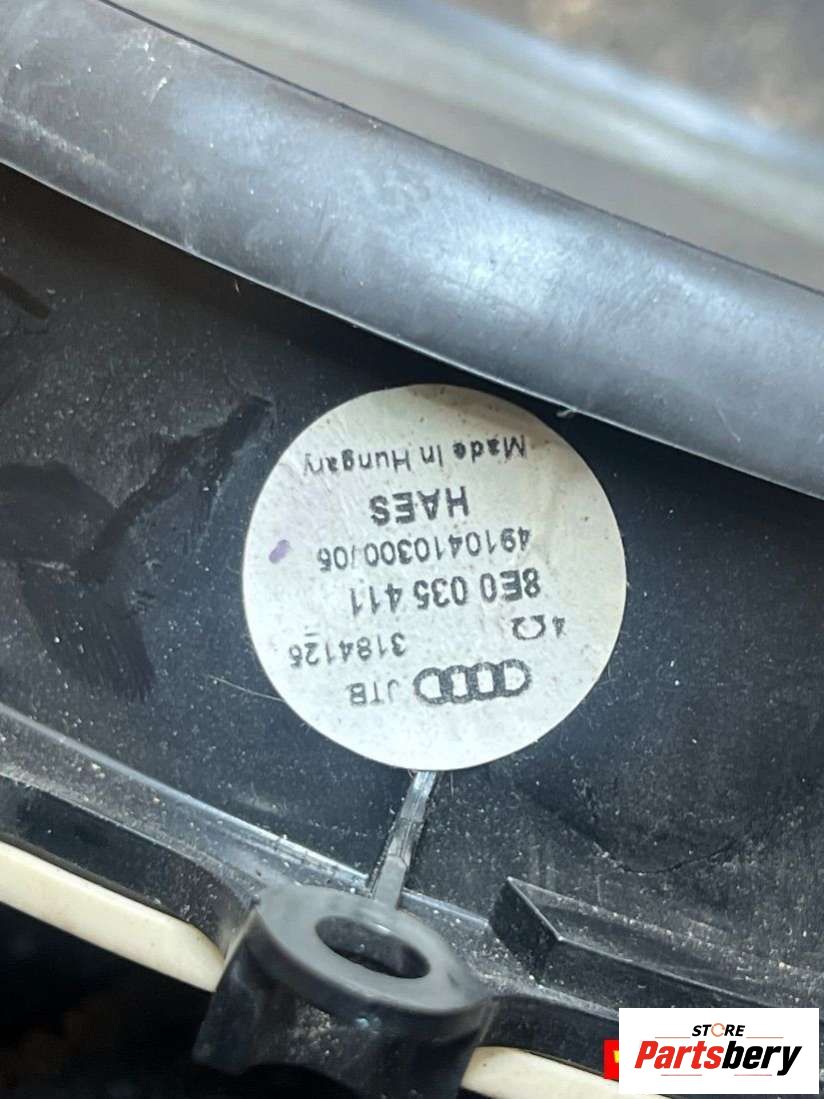 JTB
3184126
4Ω
8E0 035 411
4910410300/06
HAES
Made In Hungary
STORE
Partsbery